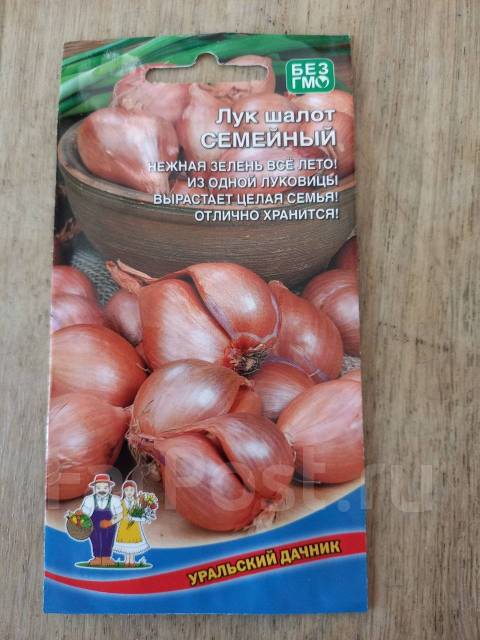 БЕЗ
ГМО
Лук шалот
СЕМЕЙНЫЙ
НЕЖНАЯ ЗЕЛЕНЬ ВСЁ ЛЕТО!
ИЗ ОДНОЙ ЛУКОВИЦЫ
ВЫРАСТАЕТ ЦЕЛАЯ СЕМЬЯ!
ОТЛИЧНО ХРАНИТСЯ!
УРАЛЬСКИЙ ДАЧНИК